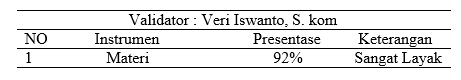 Validator : Veri Iswanto, S. kom
NO Instrumen Presentase Keterangan
1 Materi 92% Sangat Layak